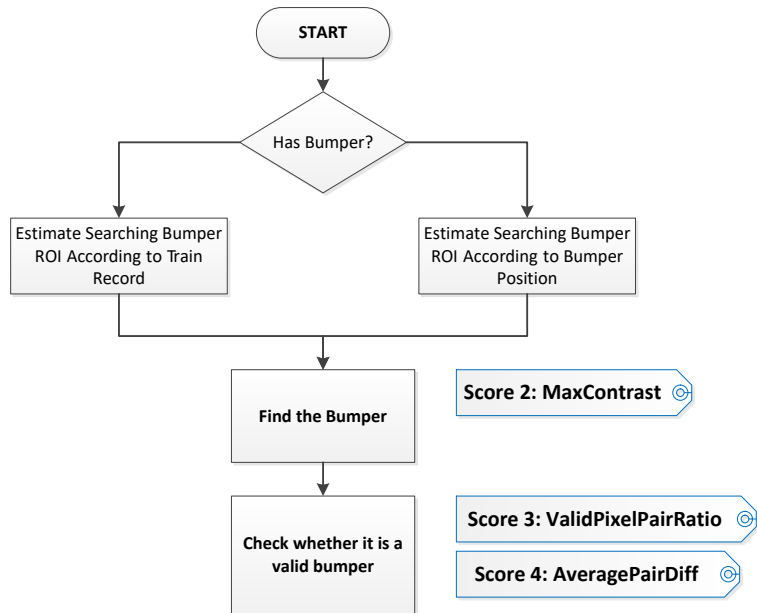 START
Has Bumper?
Estimate Searching Bumper
ROI According to Train
Record
Estimate Searching Bumper
ROI According to Bumper
Position
Find the Bumper
Score 2: MaxContrast
Check whether it is a
valid bumper
Score 3: ValidPixelPairRatio
Score 4: AveragePairDiff